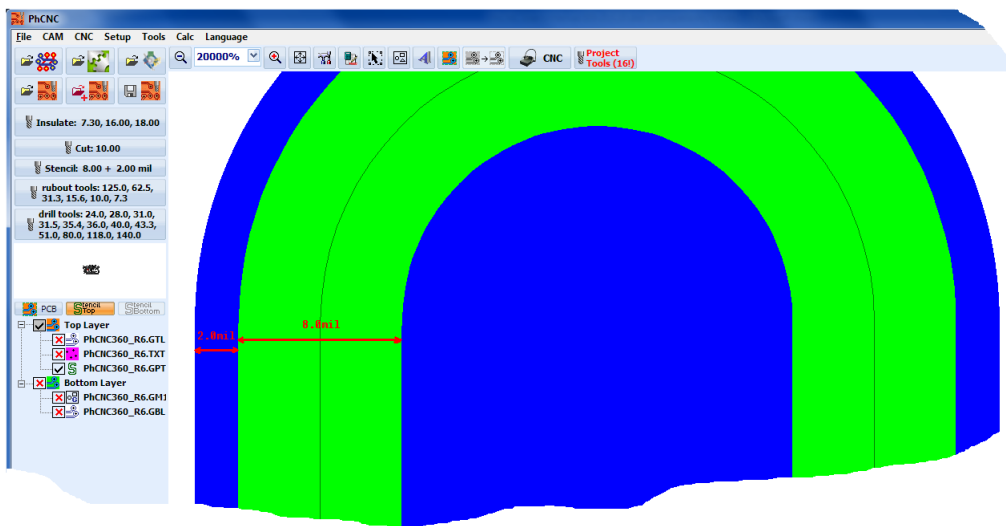 PhCNC
File CAM CNC Setup Tools Calc Language
20000%
CNC
Project
Tools (16!)
Insulate: 7.30, 16.00, 18.00
Cut: 10.00
Stencil: 8.00 + 2.00 mil
rubout tools: 125.0, 62.5,
31.3, 15.6, 10.0, 7.3
drill tools: 24.0, 28.0, 31.0,
31.5, 35.4, 36.0, 40.0, 43.3,
51.0, 80.0, 118.0, 140.0
PCB
Stencil
Top
Stencil
Bottom
Top Layer
PhCNC360_R6.GTL
PhCNC360_R6.TXT
PhCNC360_R6.GPT
Bottom Layer
PhCNC360_R6.GM1
PhCNC360_R6.GBL
2.0mil
8.0mil